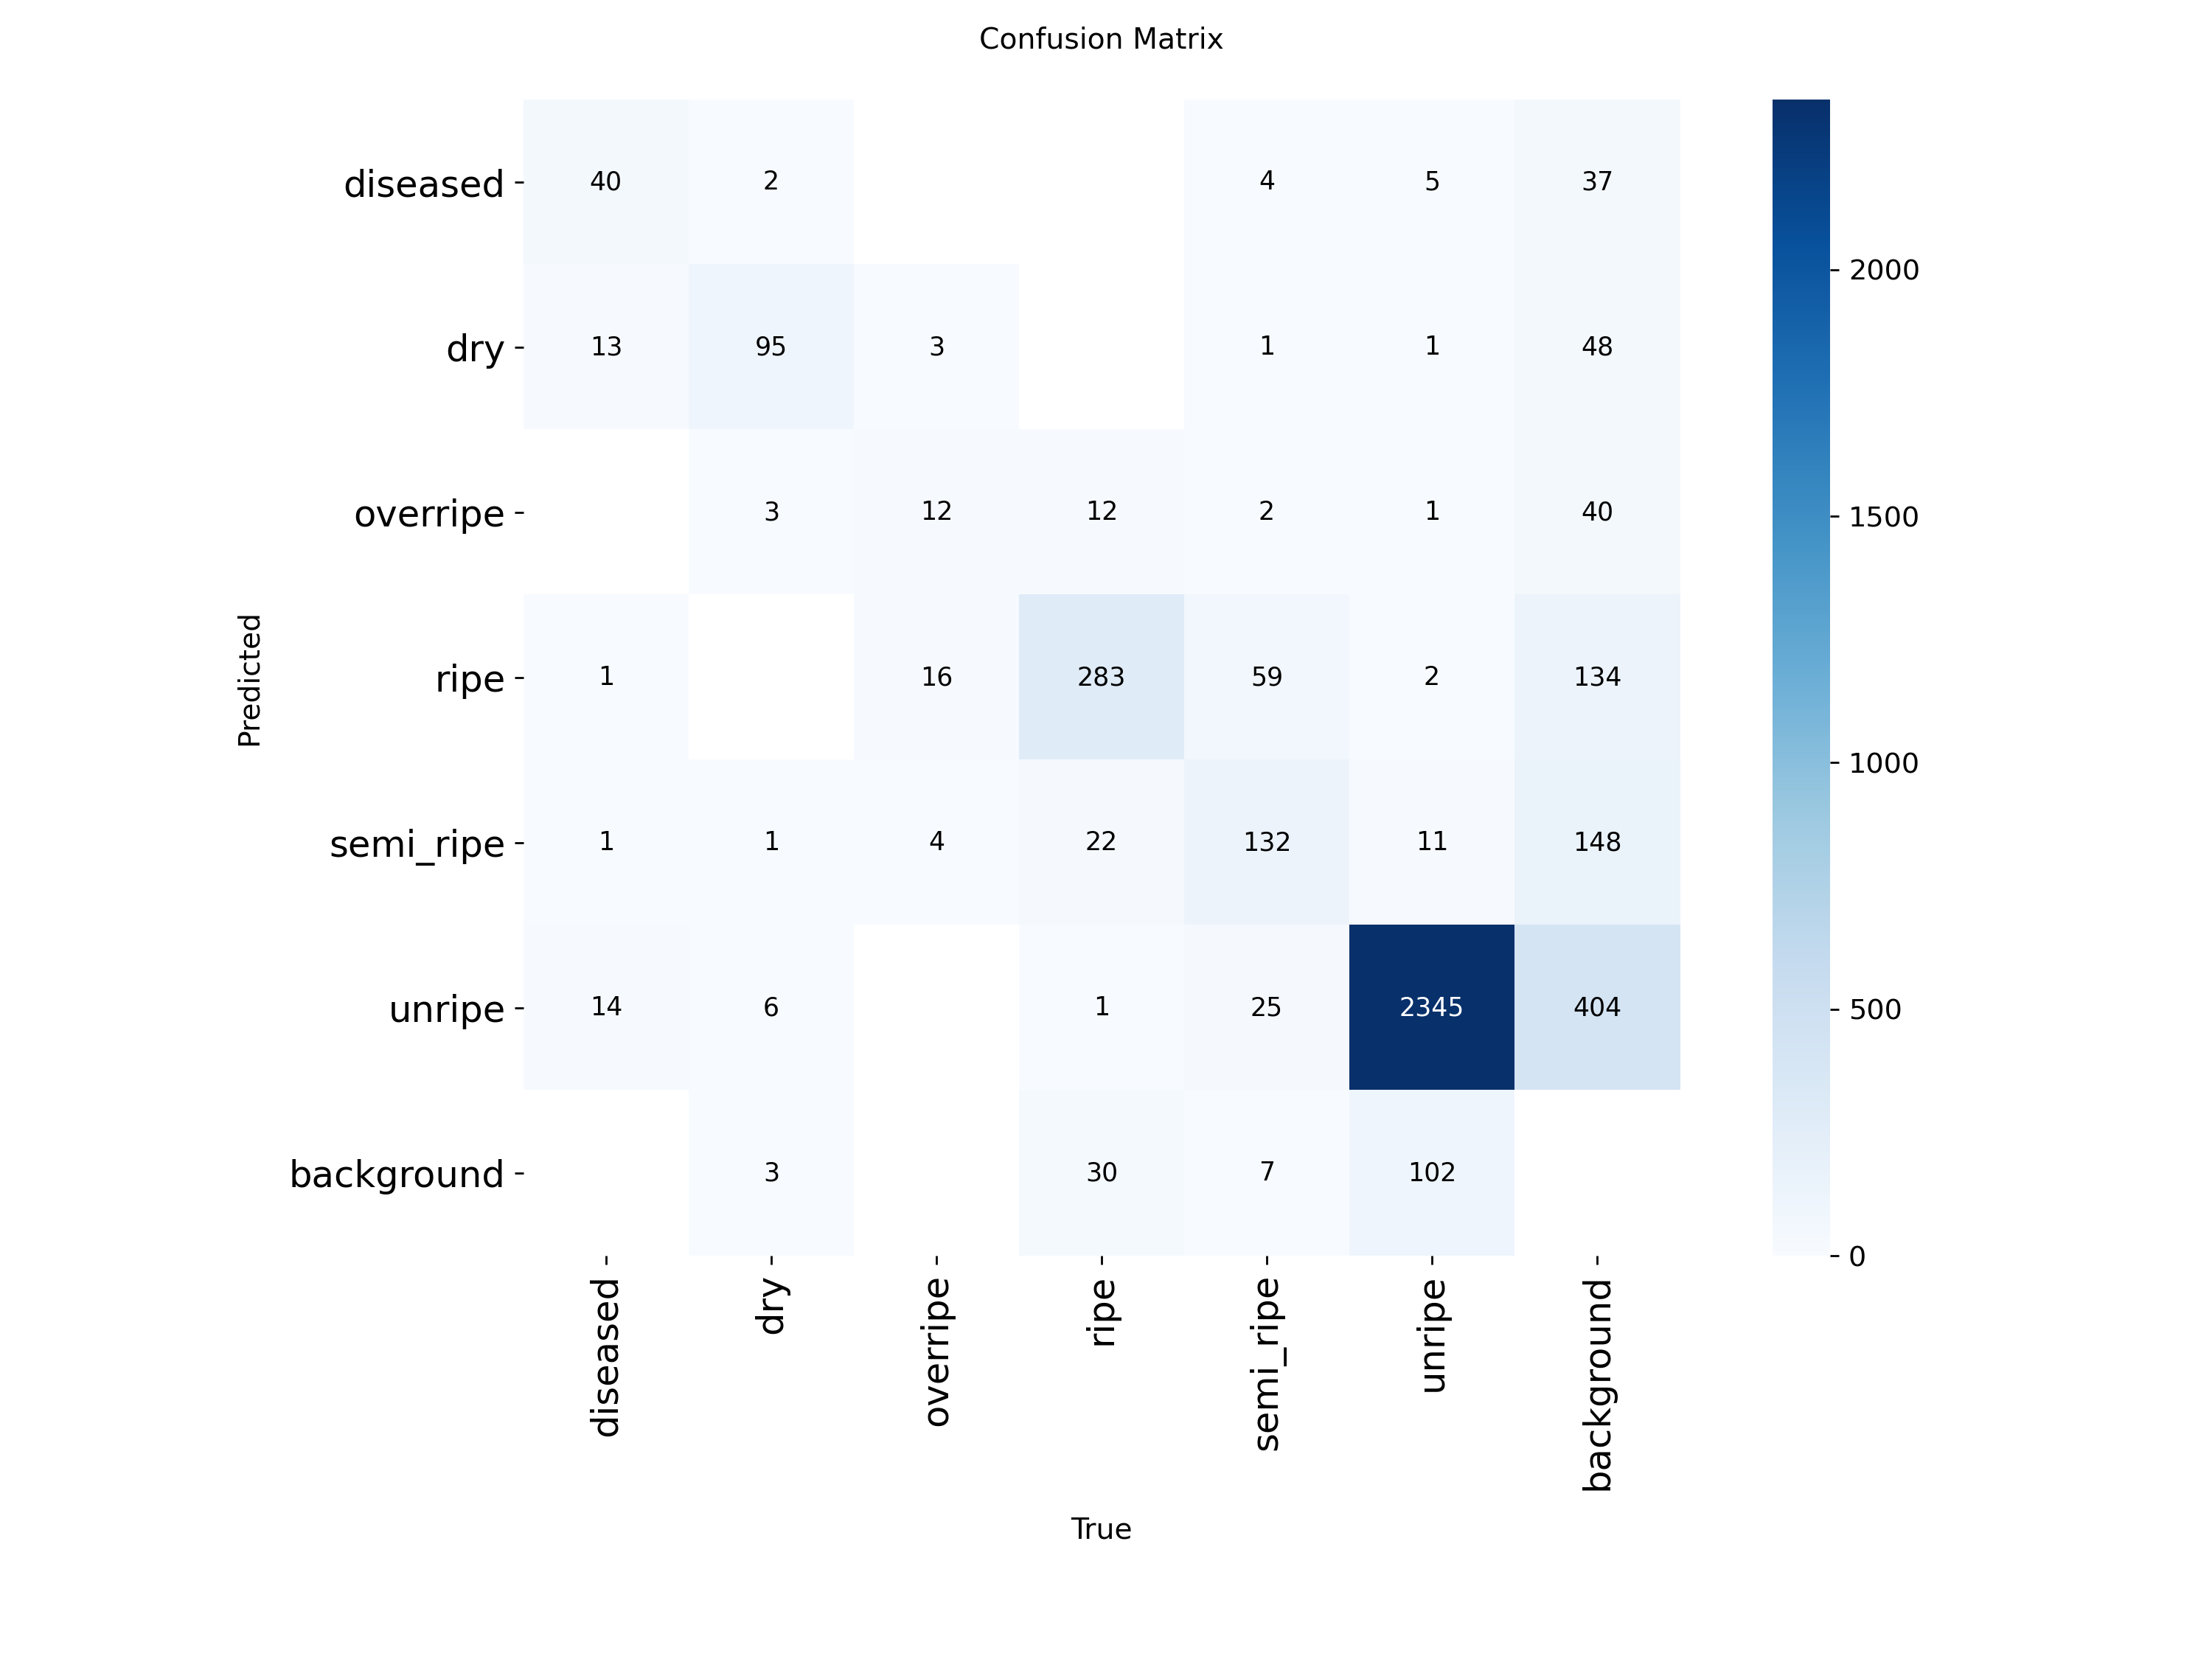 Confusion Matrix
diseased 40 2 4 5 37
dry 13 95 3 1 1 48
overripe 3 12 12 2 1 40
ripe 1 16 283 59 2 134
semi_ripe 1 1 4 22 132 11 148
unripe 14 6 1 25 2345 404
background 3 30 7 102
Predicted
diseased dry overripe ripe semi_ripe unripe background
True
2000
1500
1000
500
0